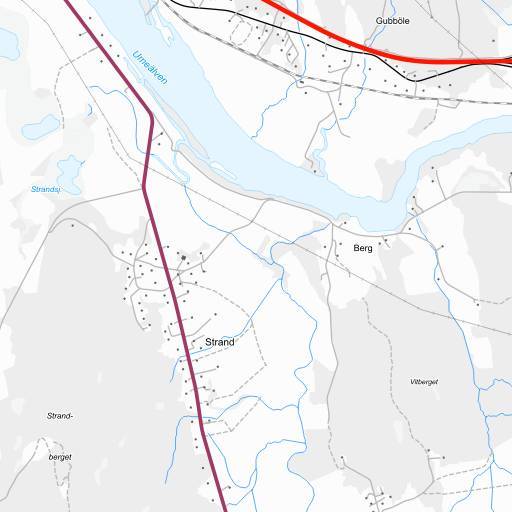 Gubböle
Umeälven
Strandsj.
Berg
Strand
Vitberget
Strand-
berget